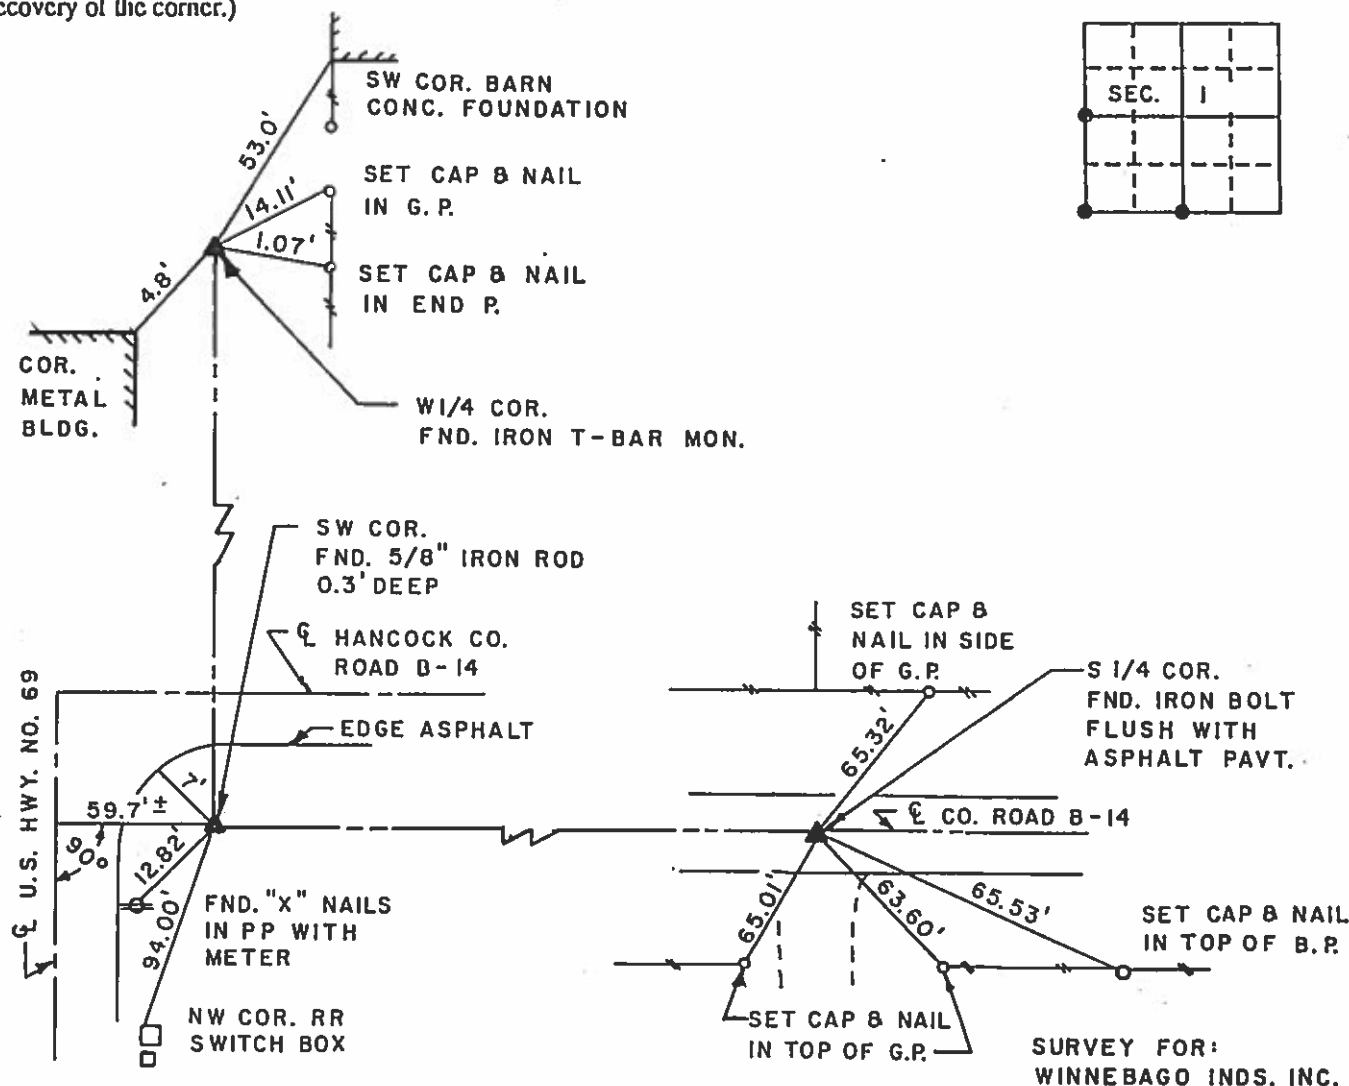 ecovery of the corner.)
SW COR. BARN
CONC. FOUNDATION
SEC. 1
53.0'
SET CAP & NAIL
IN G.P.
14.11'
1.07'
SET CAP & NAIL
IN END P.
4.8'
COR.
METAL
BLDG.
W1/4 COR.
FND. IRON T-BAR MON.
SW COR.
FND. 5/8" IRON ROD
0.3' DEEP
℄ HANCOCK CO.
ROAD B-14
EDGE ASPHALT
℄ U.S. HWY. NO. 69
7'
59.7'±
90°
12.82'
94.00'
FND. "X" NAILS
IN PP WITH
METER
NW COR. RR
SWITCH BOX
SET CAP &
NAIL IN SIDE
OF G.P.
S 1/4 COR.
FND. IRON BOLT
FLUSH WITH
ASPHALT PAVT.
65.32'
℄ CO. ROAD B-14
65.01'
63.60'
65.53'
SET CAP & NAIL
IN TOP OF B.P.
SET CAP & NAIL
IN TOP OF G.P.
SURVEY FOR:
WINNEBAGO INDS. INC.